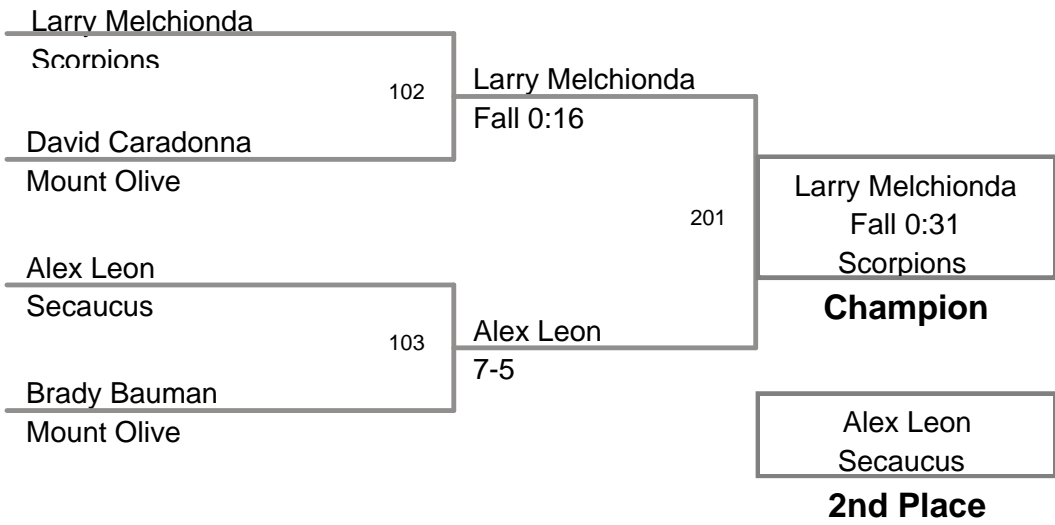 Larry Melchionda
Scorpions
102
David Caradonna
Mount Olive
Larry Melchionda
Fall 0:16
Alex Leon
Secaucus
103
Brady Bauman
Mount Olive
Alex Leon
7-5
201
Larry Melchionda
Fall 0:31
Scorpions
Champion
Alex Leon
Secaucus
2nd Place